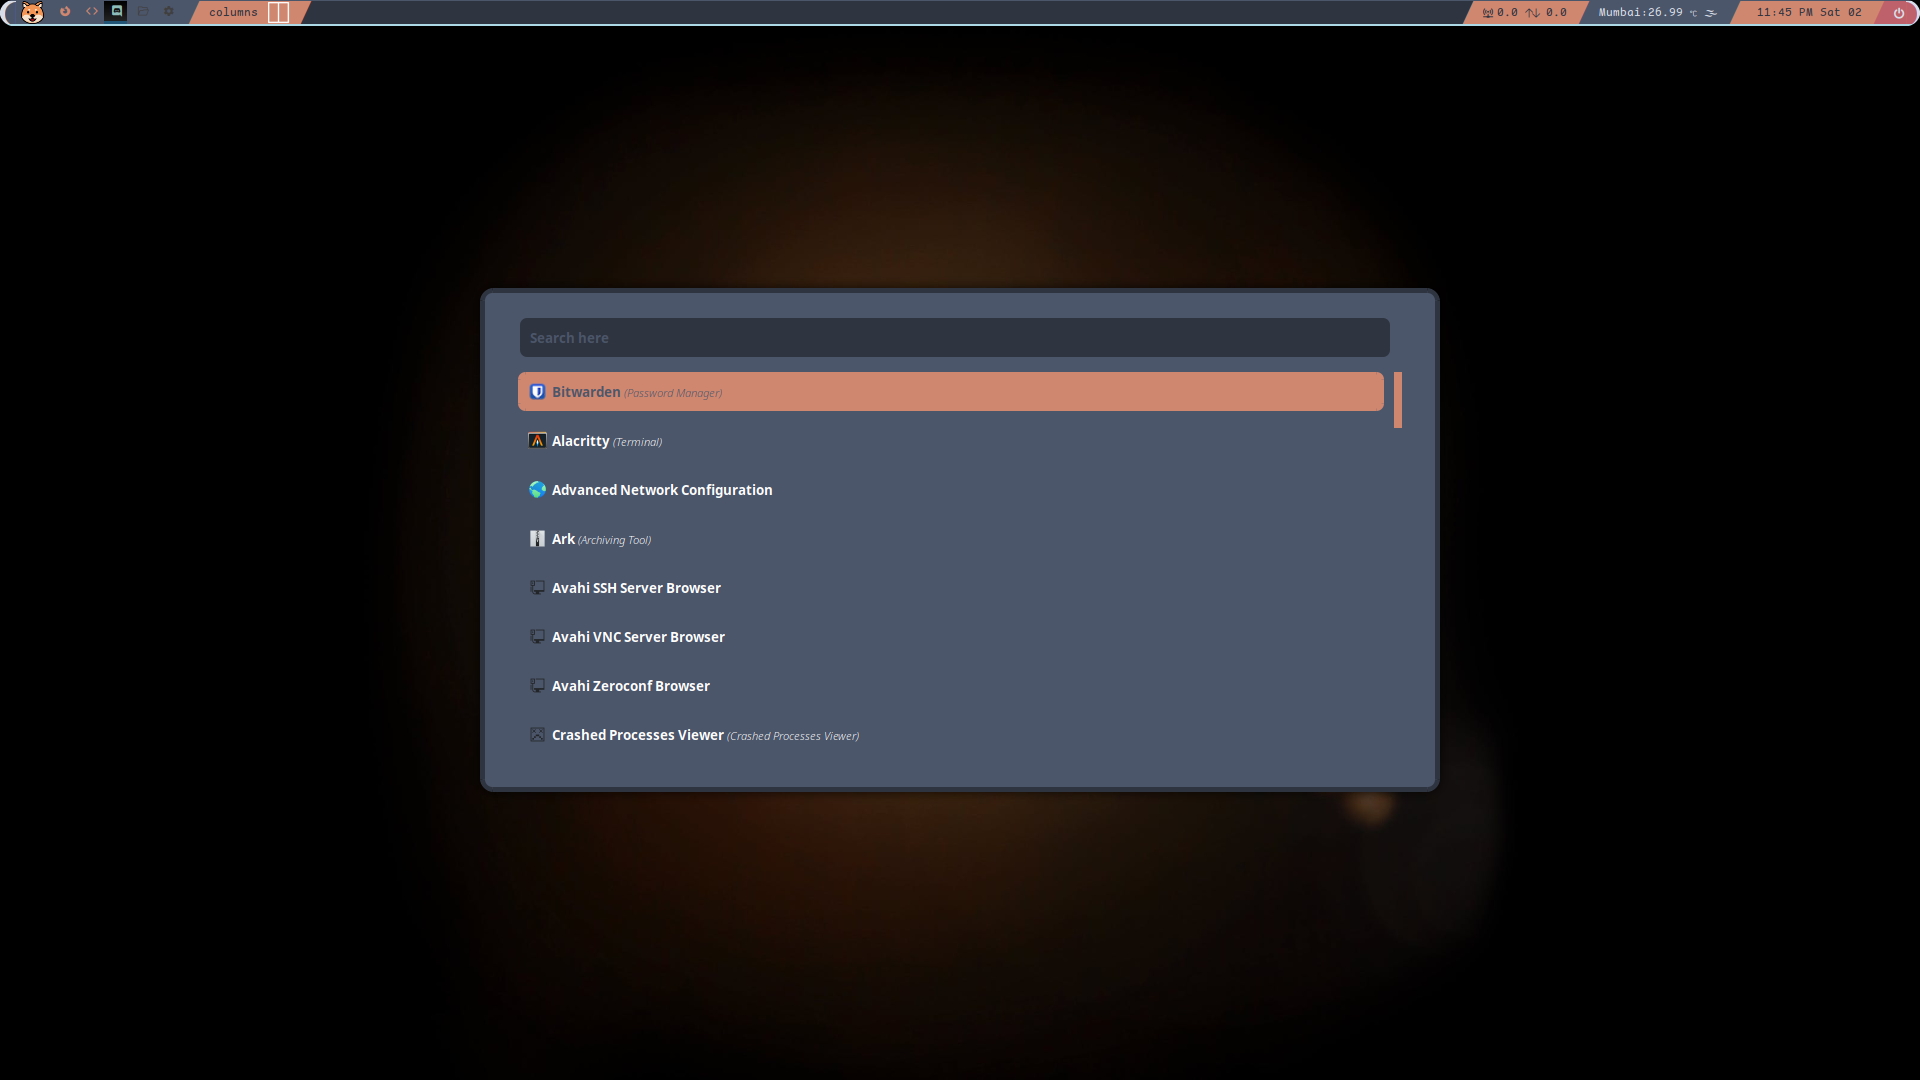 columns
0.0 ↑↓ 0.0
Mumbai:26.99 °C
11:45 PM Sat 02
Search here
Bitwarden (Password Manager)
Alacritty (Terminal)
Advanced Network Configuration
Ark (Archiving Tool)
Avahi SSH Server Browser
Avahi VNC Server Browser
Avahi Zeroconf Browser
Crashed Processes Viewer (Crashed Processes Viewer)